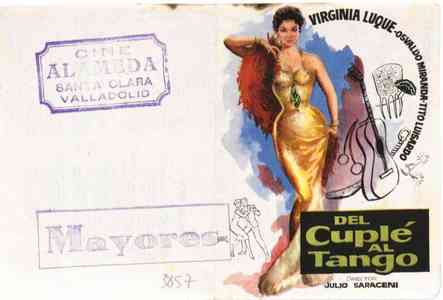 CINE
ALAMEDA
SANTA CLARA
VALLADOLID
Mayores
3857
VIRGINIA LUQUE-OSVALDO MIRANDA-TITO LUSIARDO
DEL
Cuplé
AL
Tango
DIRECTOR:
JULIO SARACENI